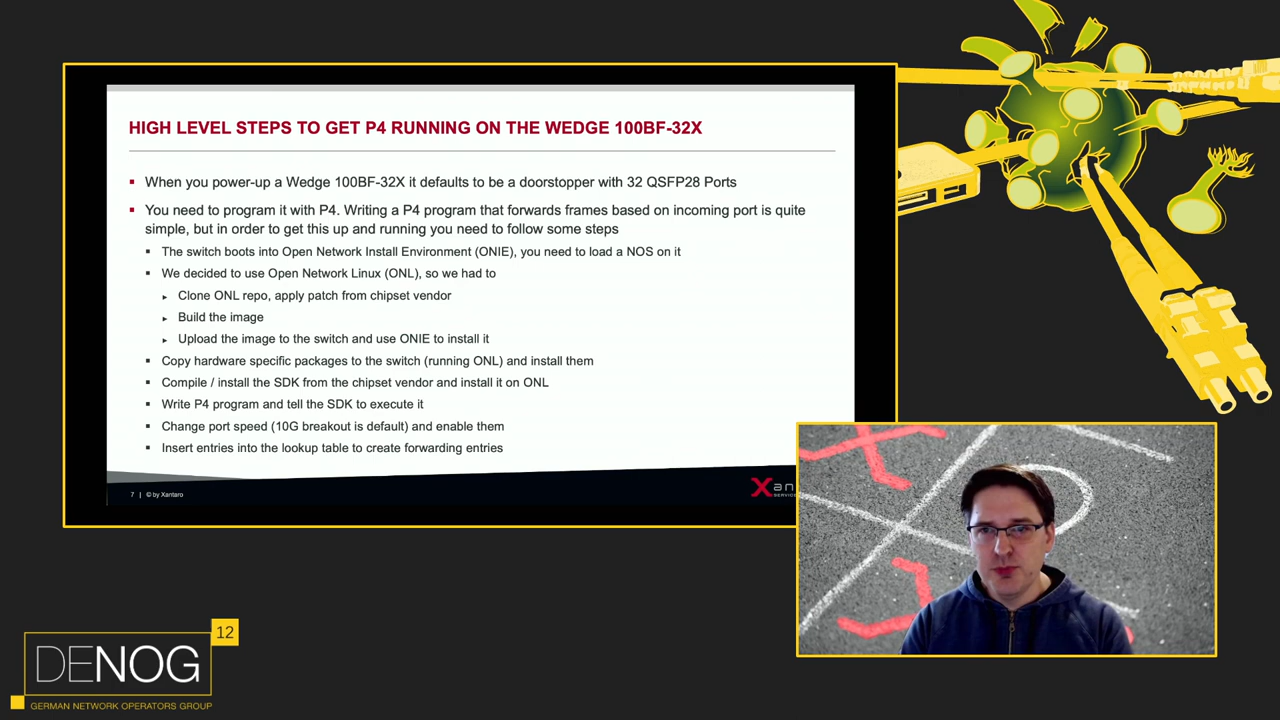 HIGH LEVEL STEPS TO GET P4 RUNNING ON THE WEDGE 100BF-32X
When you power-up a Wedge 100BF-32X it defaults to be a doorstopper with 32 QSFP28 Ports
You need to program it with P4. Writing a P4 program that forwards frames based on incoming port is quite
simple, but in order to get this up and running you need to follow some steps
The switch boots into Open Network Install Environment (ONIE), you need to load a NOS on it
We decided to use Open Network Linux (ONL), so we had to
Clone ONL repo, apply patch from chipset vendor
Build the image
Upload the image to the switch and use ONIE to install it
Copy hardware specific packages to the switch (running ONL) and install them
Compile / install the SDK from the chipset vendor and install it on ONL
Write P4 program and tell the SDK to execute it
Change port speed (10G breakout is default) and enable them
Insert entries into the lookup table to create forwarding entries
7 | © by Xantaro
Xan
SERVICE
12
DENOG
GERMAN NETWORK OPERATORS GROUP